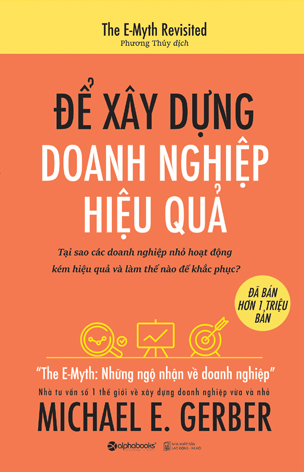 The E-Myth Revisited
Phương Thúy dịch
ĐỂ XÂY DỰNG
DOANH NGHIỆP
HIỆU QUẢ
Tại sao các doanh nghiệp nhỏ hoạt động
kém hiệu quả và làm thế nào để khắc phục?
ĐÃ BÁN
HƠN 1 TRIỆU
BẢN
“The E-Myth: Những ngộ nhận về doanh nghiệp”
Nhà tư vấn số 1 thế giới về xây dựng doanh nghiệp vừa và nhỏ
MICHAEL E. GERBER
alphabooks